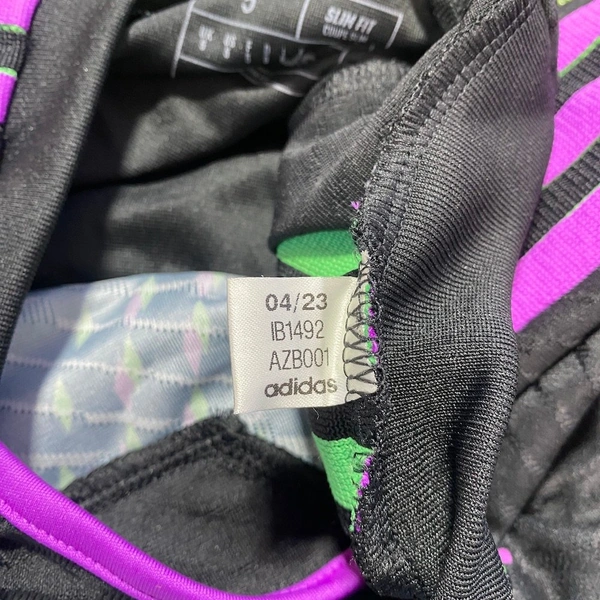 SLIM FIT
04/23
IB1492
AZB001
adidas